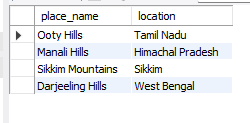 place_name location
Ooty Hills Tamil Nadu
Manali Hills Himachal Pradesh
Sikkim Mountains Sikkim
Darjeeling Hills West Bengal